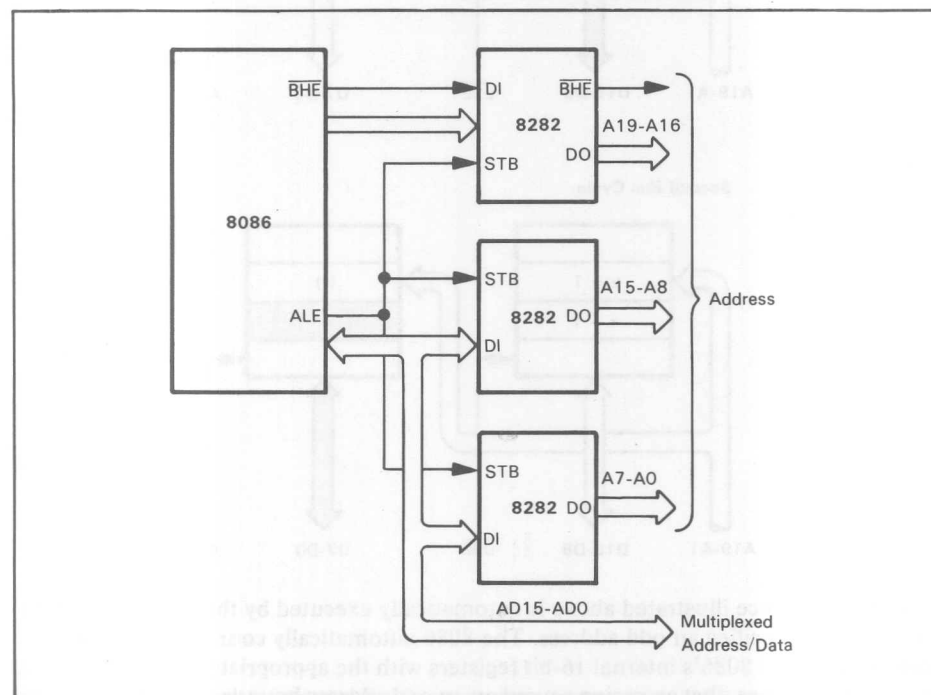 BHE
DI
BHE
8282
A19-A16
DO
STB
8086
STB
A15-A8
8282 DO
Address
ALE
DI
STB
A7-A0
8282 DO
DI
AD15-AD0
Multiplexed
Address/Data